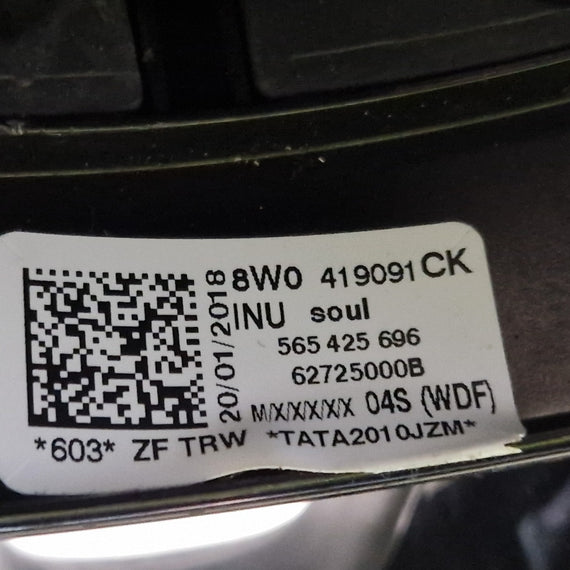 8W0 419091 CK
INU soul
565 425 696
62725000B
M/X/X/X/X/X 04S (WDF)
20/01/2018
*603* ZF TRW *TATA2010JZM*